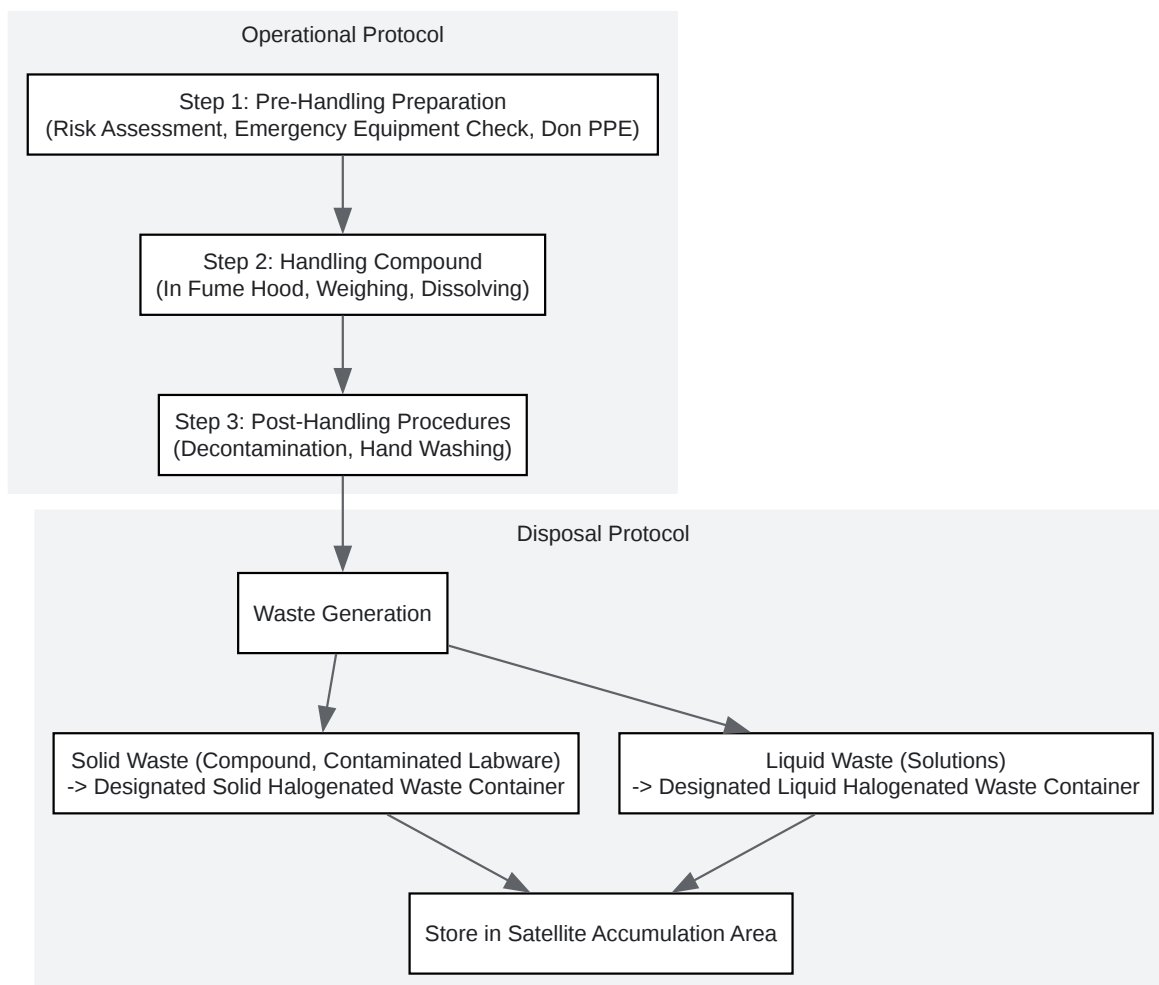 Operational Protocol
Step 1: Pre-Handling Preparation
(Risk Assessment, Emergency Equipment Check, Don PPE)
Step 2: Handling Compound
(In Fume Hood, Weighing, Dissolving)
Step 3: Post-Handling Procedures
(Decontamination, Hand Washing)
Disposal Protocol
Waste Generation
Solid Waste (Compound, Contaminated Labware)
-> Designated Solid Halogenated Waste Container
Liquid Waste (Solutions)
-> Designated Liquid Halogenated Waste Container
Store in Satellite Accumulation Area